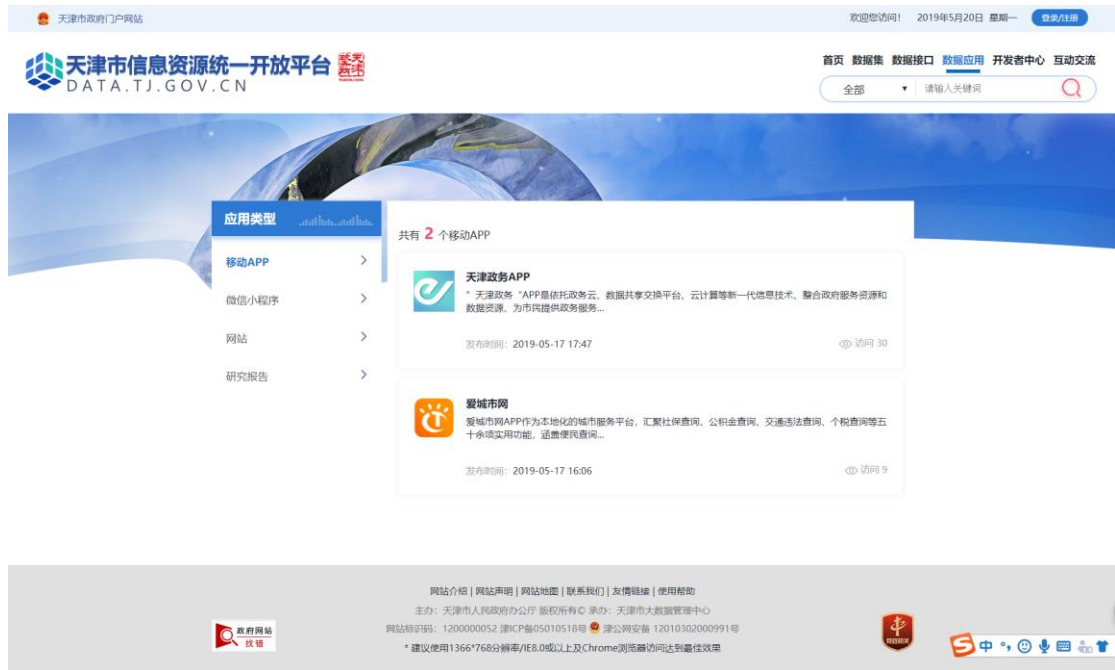 天津市政府门户网站
欢迎您访问! 2019年5月20日 星期一 登录/注册
天津市信息资源统一开放平台
DATA.TJ.GOV.CN
首页 数据集 数据接口 数据应用 开发者中心 互动交流
全部 请输入关键词
应用类型
移动APP
微信小程序
网站
研究报告
共有 2 个移动APP
天津政务APP
“ 天津政务 “APP是依托政务云、数据共享交换平台、云计算等新一代信息技术、整合政府服务资源和
数据资源、为市民提供政务服务...
发布时间: 2019-05-17 17:47 访问 30
爱城市网
爱城市网APP作为本地化的城市服务平台, 汇聚社保查询、公积金查询、交通违法查询、个税查询等五
十余项实用功能, 涵盖便民查询...
发布时间: 2019-05-17 16:06 访问 9
网站介绍 | 网站声明 | 网站地图 | 联系我们 | 友情链接 | 使用帮助
主办: 天津市人民政府办公厅 版权所有© 承办: 天津市大数据管理中心
网站标识码: 1200000052 津ICP备05010518号 津公网安备 12010302000991号
* 建议使用1366*768分辨率/IE8.0或以上及Chrome浏览器访问达到最佳效果
政府网站
找错
党政机关
中